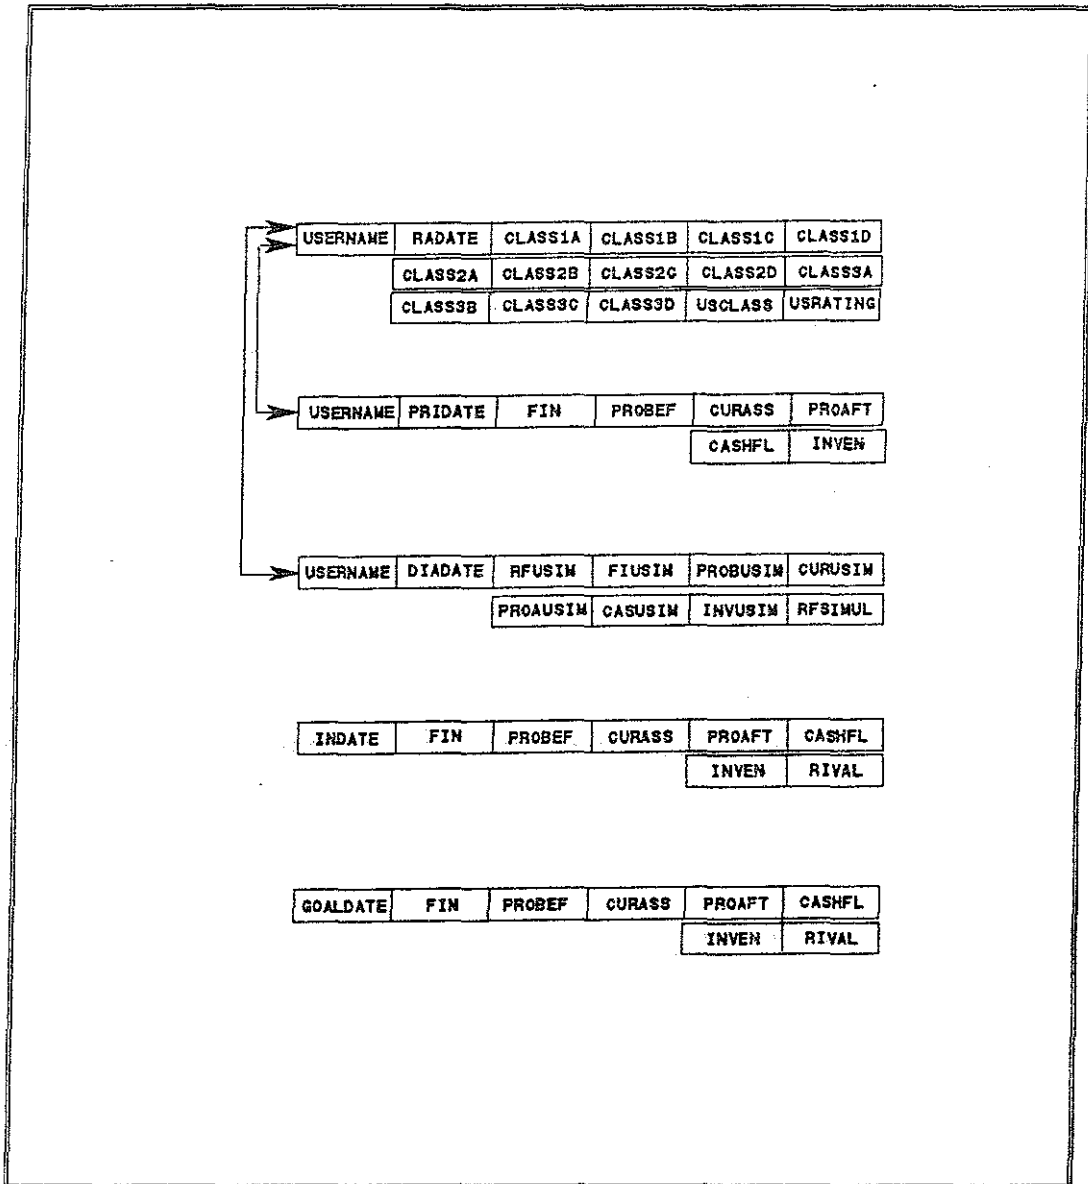 USERNAME RADATE CLASS1A CLASS1B CLASS1C CLASS1D
CLASS2A CLASS2B CLASS2C CLASS2D CLASS3A
CLASS3B CLASS3C CLASS3D USCLASS USRATING
USERNAME PRIDATE FIN PROBEF CURASS PROAFT
CASHFL INVEN
USERNAME DIADATE RFUSIM FIUSIM PROBUSIM CURUSIM
PROAUSIM CASUSIM INVUSIM RFSIMUL
INDATE FIN PROBEF CURASS PROAFT CASHFL
INVEN RIVAL
GOALDATE FIN PROBEF CURASS PROAFT CASHFL
INVEN RIVAL